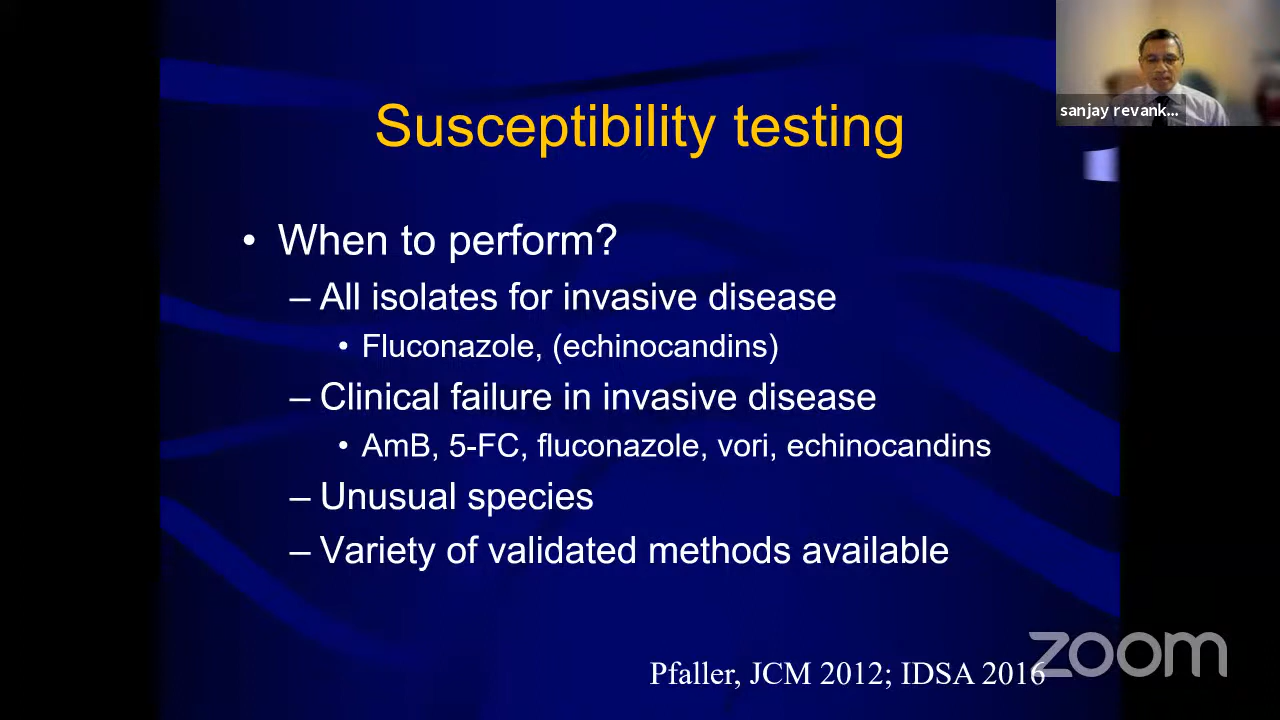 sanjay revank...
Susceptibility testing
• When to perform?
– All isolates for invasive disease
• Fluconazole, (echinocandins)
– Clinical failure in invasive disease
• AmB, 5-FC, fluconazole, vori, echinocandins
– Unusual species
– Variety of validated methods available
Pfaller, JCM 2012; IDSA 2016
zoom